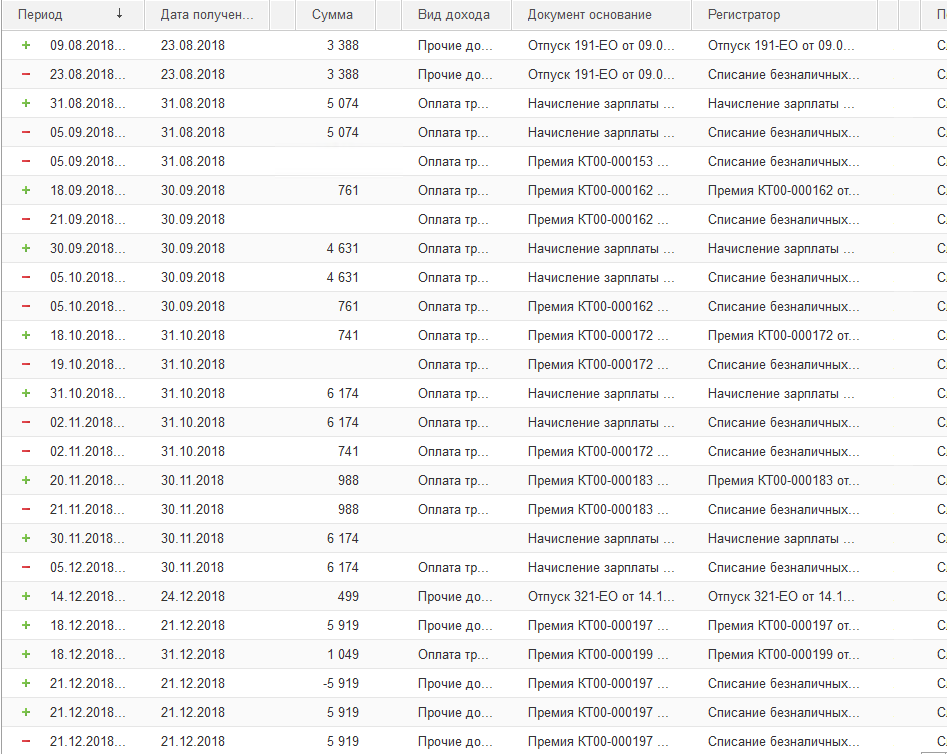 Период ↓ Дата получен... Сумма Вид дохода Документ основание Регистратор П
+ 09.08.2018... 23.08.2018 3 388 Прочие до... Отпуск 191-ЕО от 09.0... Отпуск 191-ЕО от 09.0... С
− 23.08.2018... 23.08.2018 3 388 Прочие до... Отпуск 191-ЕО от 09.0... Списание безналичных... С
+ 31.08.2018... 31.08.2018 5 074 Оплата тр... Начисление зарплаты ... Начисление зарплаты ... С
− 05.09.2018... 31.08.2018 5 074 Оплата тр... Начисление зарплаты ... Списание безналичных... С
− 05.09.2018... 31.08.2018 Оплата тр... Премия КТ00-000153 ... Списание безналичных... С
+ 18.09.2018... 30.09.2018 761 Оплата тр... Премия КТ00-000162 ... Премия КТ00-000162 от... С
− 21.09.2018... 30.09.2018 Оплата тр... Премия КТ00-000162 ... Списание безналичных... С
+ 30.09.2018... 30.09.2018 4 631 Оплата тр... Начисление зарплаты ... Начисление зарплаты ... С
− 05.10.2018... 30.09.2018 4 631 Оплата тр... Начисление зарплаты ... Списание безналичных... С
− 05.10.2018... 30.09.2018 761 Оплата тр... Премия КТ00-000162 ... Списание безналичных... С
+ 18.10.2018... 31.10.2018 741 Оплата тр... Премия КТ00-000172 ... Премия КТ00-000172 от... С
− 19.10.2018... 31.10.2018 Оплата тр... Премия КТ00-000172 ... Списание безналичных... С
+ 31.10.2018... 31.10.2018 6 174 Оплата тр... Начисление зарплаты ... Начисление зарплаты ... С
− 02.11.2018... 31.10.2018 6 174 Оплата тр... Начисление зарплаты ... Списание безналичных... С
− 02.11.2018... 31.10.2018 741 Оплата тр... Премия КТ00-000172 ... Списание безналичных... С
+ 20.11.2018... 30.11.2018 988 Оплата тр... Премия КТ00-000183 ... Премия КТ00-000183 от... С
− 21.11.2018... 30.11.2018 988 Оплата тр... Премия КТ00-000183 ... Списание безналичных... С
+ 30.11.2018... 30.11.2018 6 174 Начисление зарплаты ... Начисление зарплаты ... С
− 05.12.2018... 30.11.2018 6 174 Оплата тр... Начисление зарплаты ... Списание безналичных... С
+ 14.12.2018... 24.12.2018 499 Прочие до... Отпуск 321-ЕО от 14.1... Отпуск 321-ЕО от 14.1... С
+ 18.12.2018... 21.12.2018 5 919 Прочие до... Премия КТ00-000197 ... Премия КТ00-000197 от... С
+ 18.12.2018... 31.12.2018 1 049 Оплата тр... Премия КТ00-000199 ... Премия КТ00-000199 от... С
+ 21.12.2018... 21.12.2018 -5 919 Прочие до... Премия КТ00-000197 ... Списание безналичных... С
+ 21.12.2018... 21.12.2018 5 919 Прочие до... Премия КТ00-000197 ... Списание безналичных... С
− 21.12.2018... 21.12.2018 5 919 Прочие до... Премия КТ00-000197 ... Списание безналичных... С